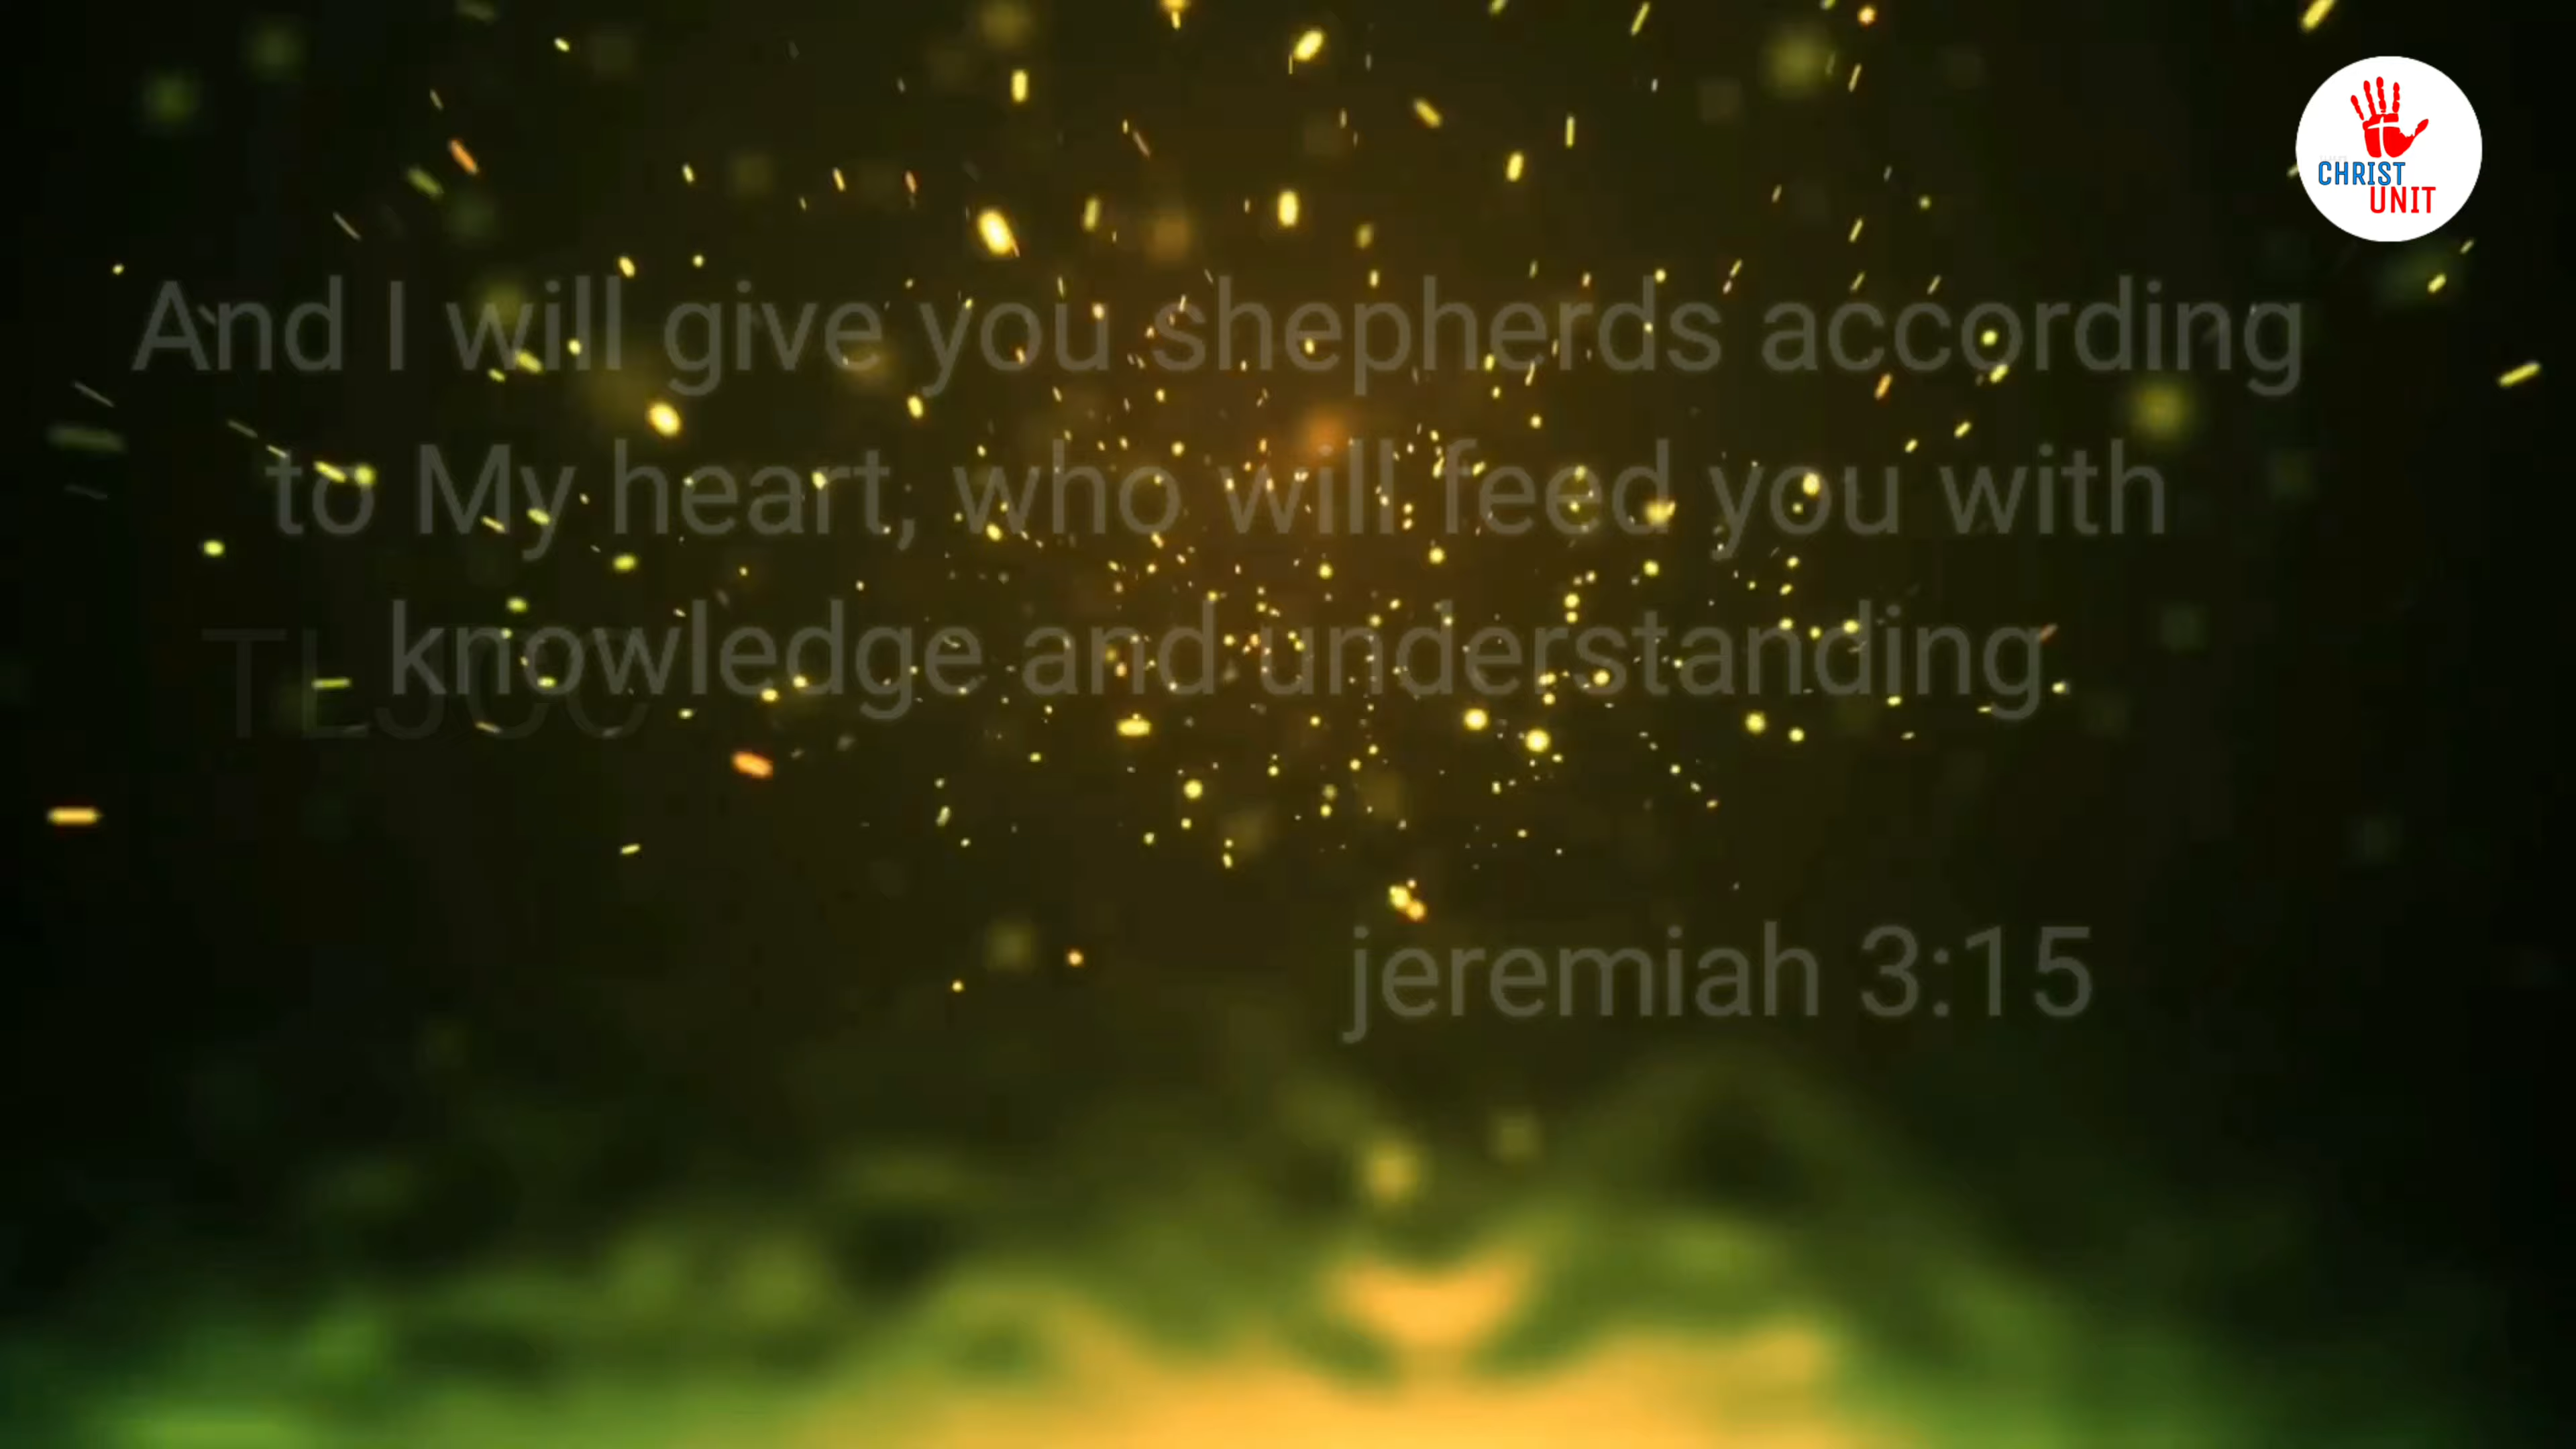 CHRIST
UNIT
And I will give you shepherds according
to My heart, who will feed you with
knowledge and understanding
TLJCC
jeremiah 3:15